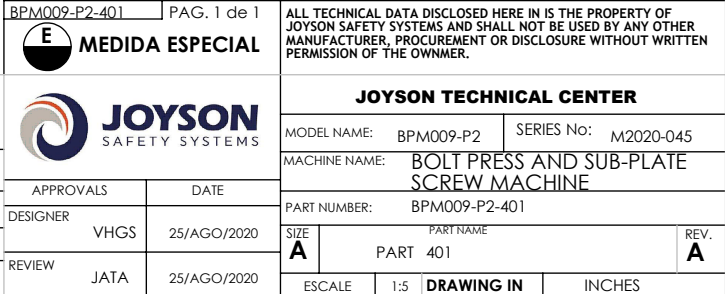 BPM009-P2-401 PAG. 1 de 1
E MEDIDA ESPECIAL
ALL TECHNICAL DATA DISCLOSED HERE IN IS THE PROPERTY OF
JOYSON SAFETY SYSTEMS AND SHALL NOT BE USED BY ANY OTHER
MANUFACTURER, PROCUREMENT OR DISCLOSURE WITHOUT WRITTEN
PERMISSION OF THE OWNMER.
JOYSON
SAFETY SYSTEMS
JOYSON TECHNICAL CENTER
MODEL NAME: BPM009-P2 SERIES No: M2020-045
MACHINE NAME: BOLT PRESS AND SUB-PLATE
SCREW MACHINE
APPROVALS DATE
PART NUMBER: BPM009-P2-401
DESIGNER
VHGS 25/AGO/2020
SIZE PART NAME REV.
A PART 401 A
REVIEW
JATA 25/AGO/2020
ESCALE 1:5 DRAWING IN INCHES